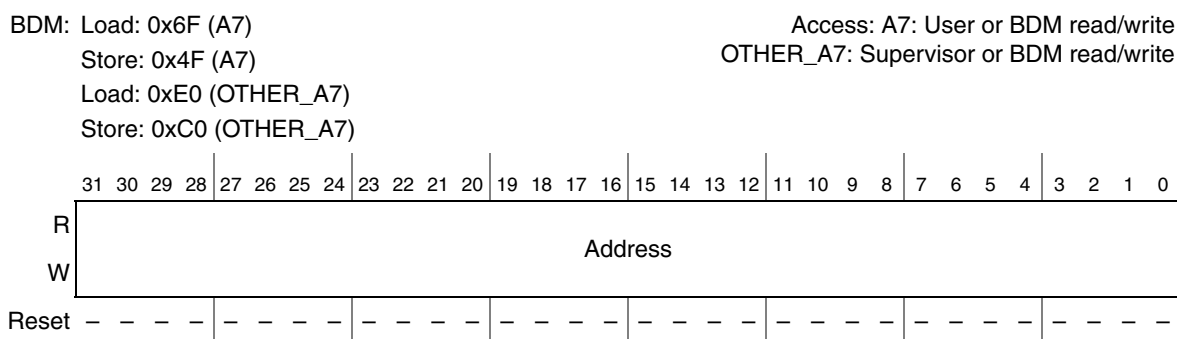 BDM: Load: 0x6F (A7) Access: A7: User or BDM read/write
Store: 0x4F (A7) OTHER_A7: Supervisor or BDM read/write
Load: 0xE0 (OTHER_A7)
Store: 0xC0 (OTHER_A7)
31 30 29 28 27 26 25 24 23 22 21 20 19 18 17 16 15 14 13 12 11 10 9 8 7 6 5 4 3 2 1 0
R
Address
W
Reset – – – – – – – – – – – – – – – – – – – – – – – – – – – – – – – –